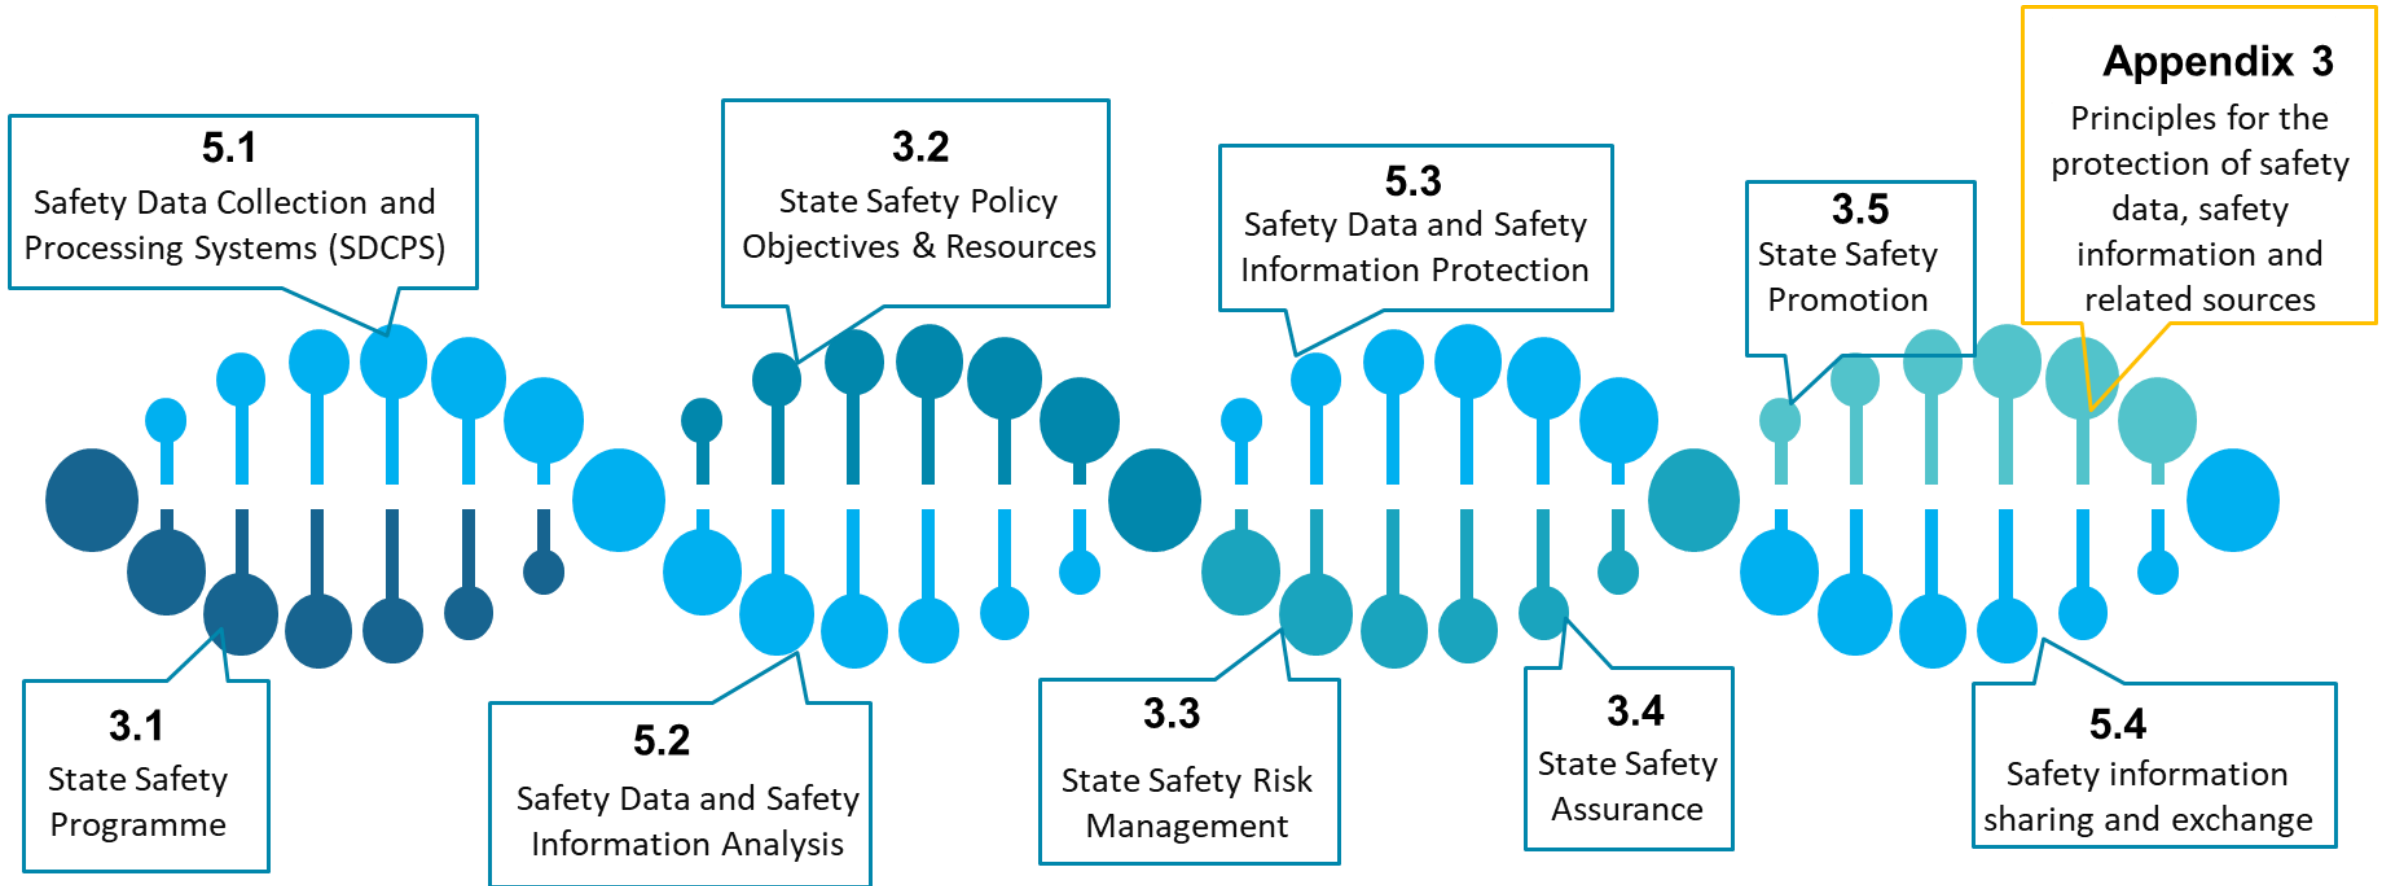 5.1
Safety Data Collection and
Processing Systems (SDCPS)
3.2
State Safety Policy
Objectives & Resources
5.3
Safety Data and Safety
Information Protection
3.5
State Safety
Promotion
Appendix 3
Principles for the
protection of safety
data, safety
information and
related sources
3.1
State Safety
Programme
5.2
Safety Data and Safety
Information Analysis
3.3
State Safety Risk
Management
3.4
State Safety
Assurance
5.4
Safety information
sharing and exchange